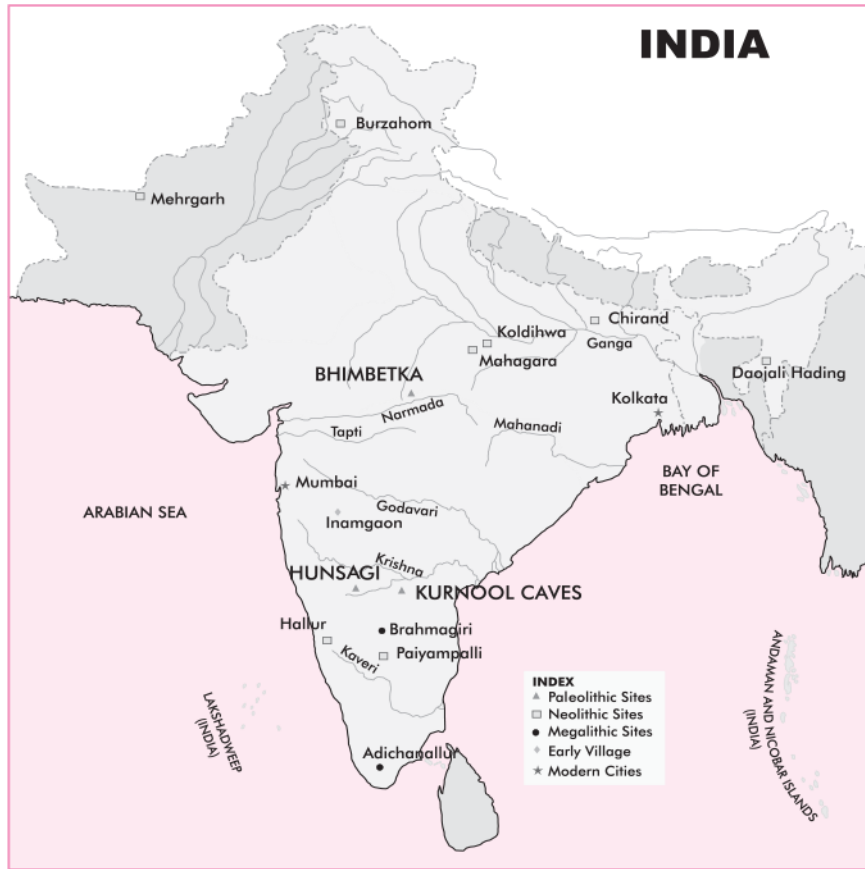 INDIA
Burzahom
Mehrgarh
Koldihwa
Chirand
Mahagara
Ganga
BHIMBETKA
Daojali Hading
Narmada
Kolkata
Tapti
Mahanadi
Mumbai
BAY OF
BENGAL
ARABIAN SEA
Godavari
Inamgaon
Krishna
HUNSAGI
KURNOOL CAVES
Hallur
Brahmagiri
Kaveri
Paiyampalli
LAKSHADWEEP
(INDIA)
ANDAMAN AND NICOBAR ISLANDS
(INDIA)
Adichanallur
INDEX
Paleolithic Sites
Neolithic Sites
Megalithic Sites
Early Village
Modern Cities